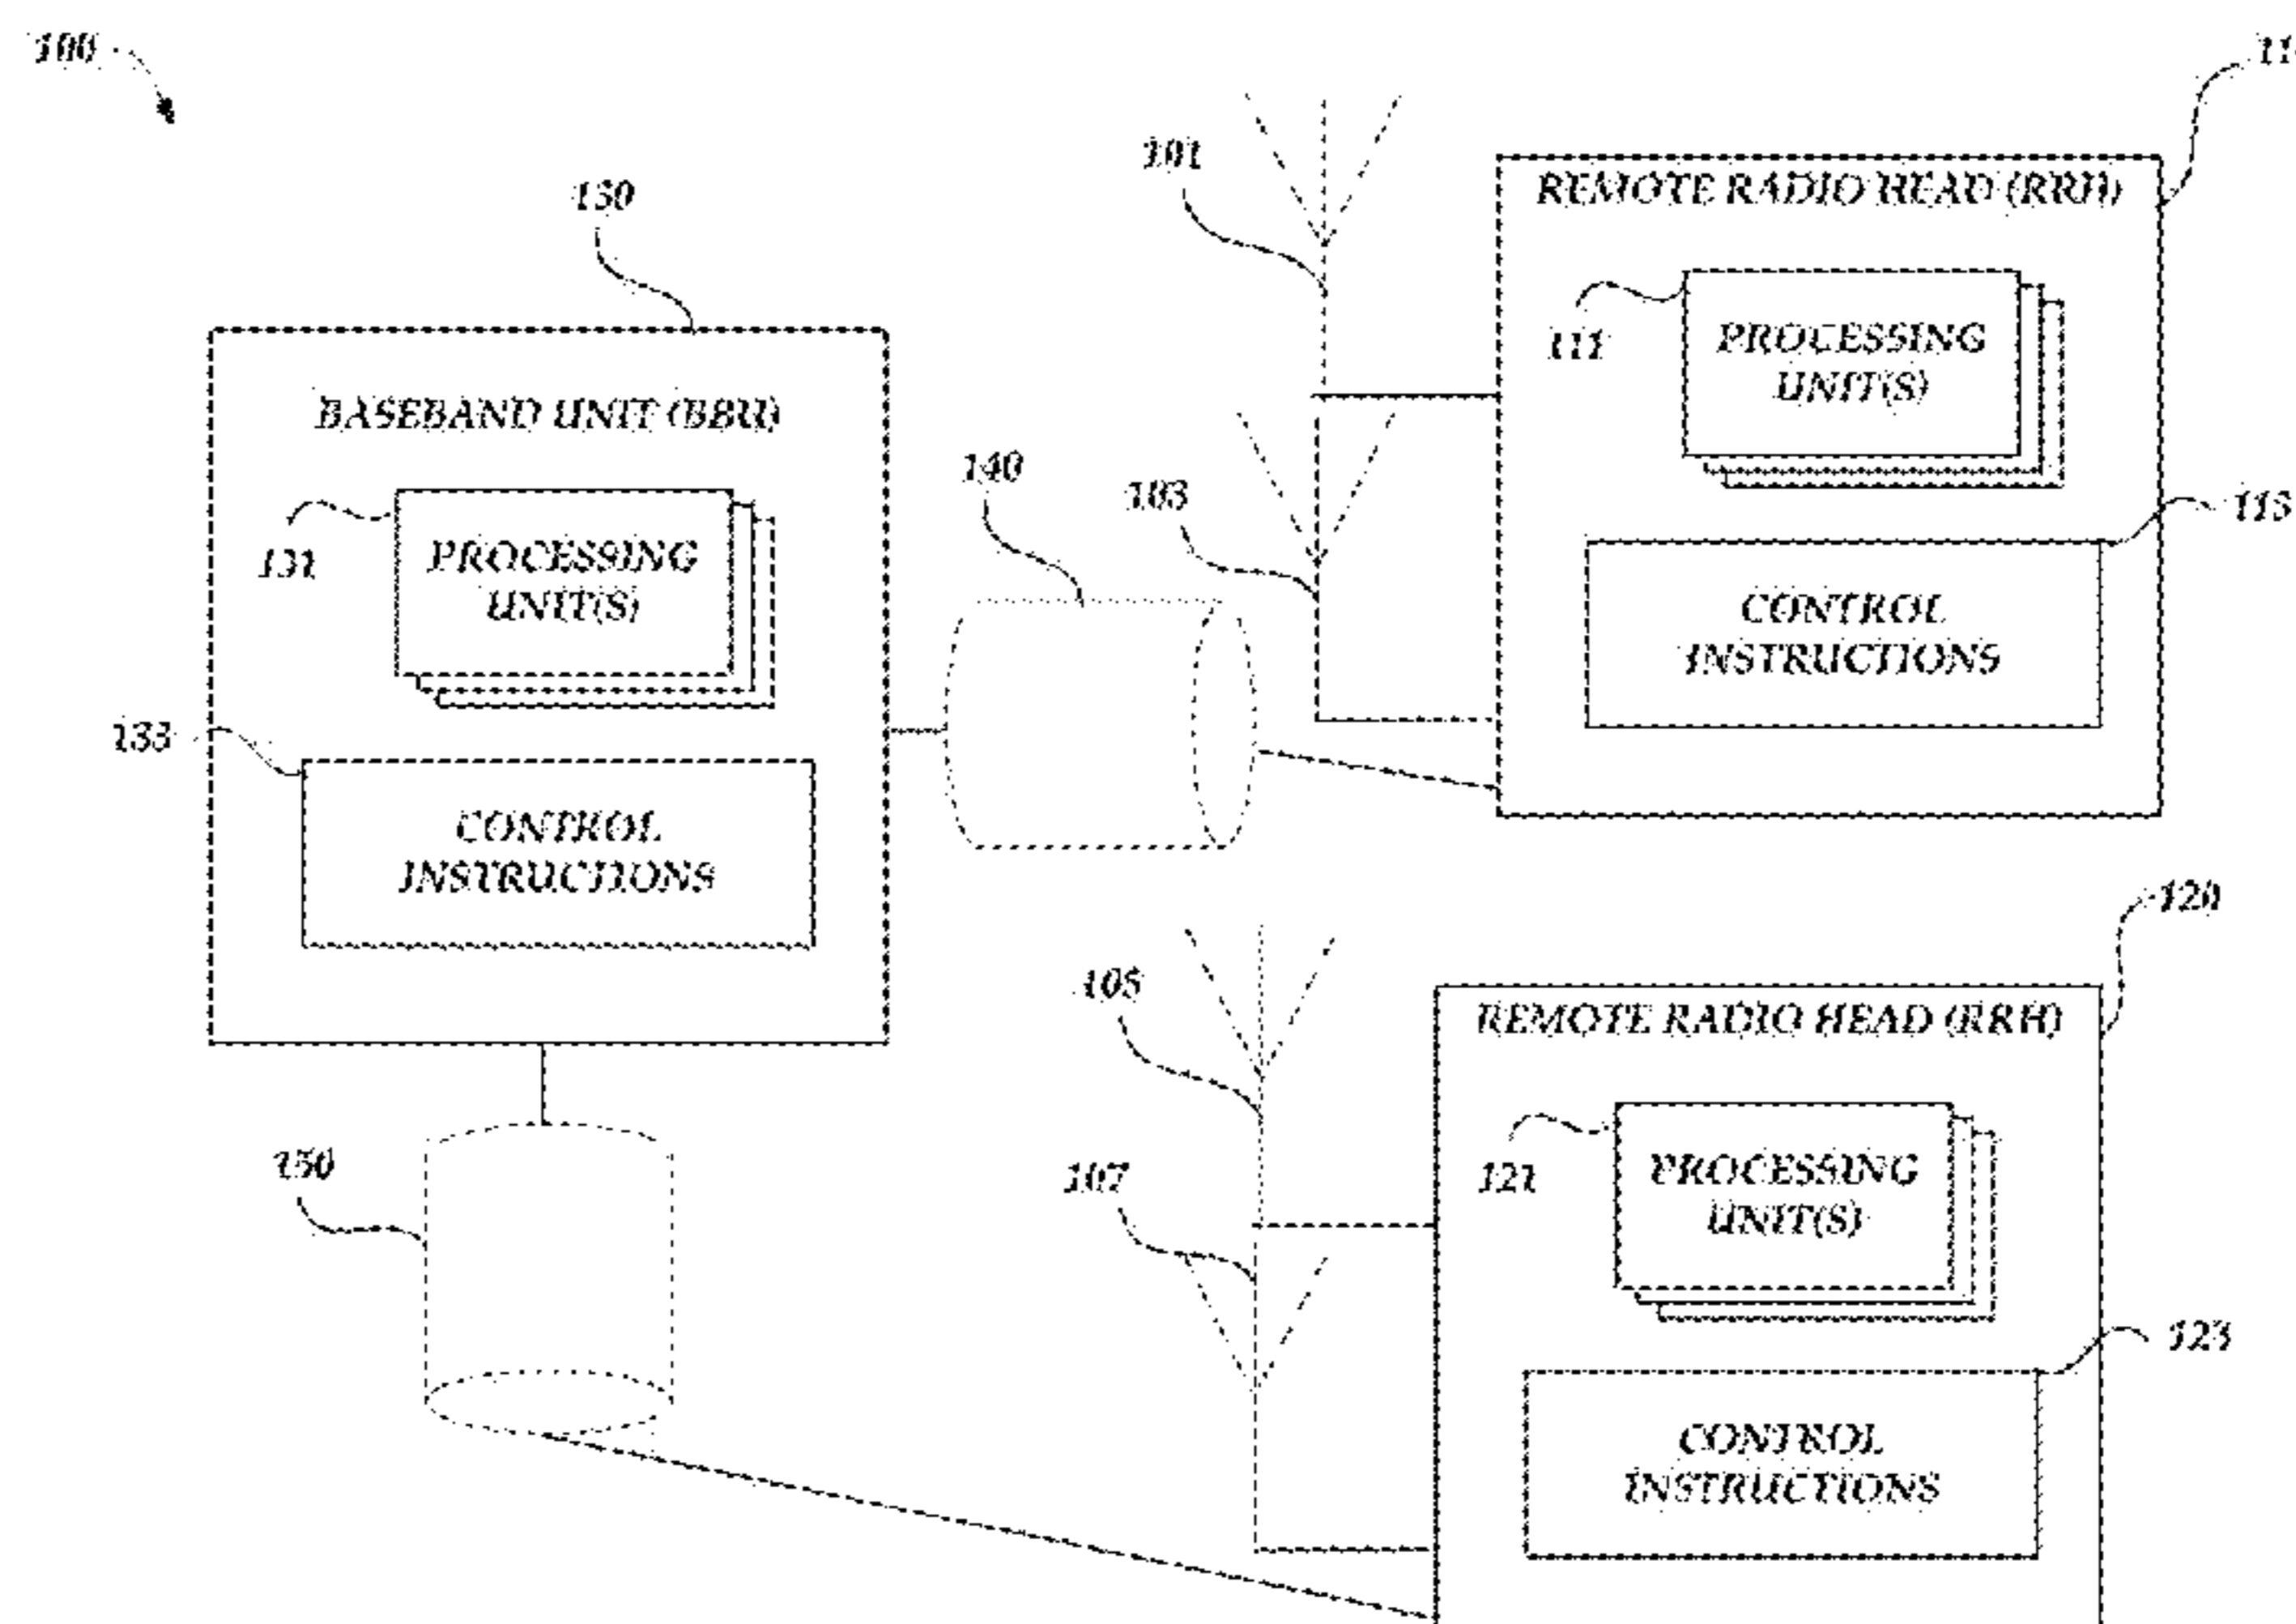 100
101
REMOTE RADIO HEAD (RRH)
111
PROCESSING
UNIT(S)
113
CONTROL
INSTRUCTIONS
103
130
BASEBAND UNIT (BBU)
131
PROCESSING
UNIT(S)
133
CONTROL
INSTRUCTIONS
140
150
120
105
REMOTE RADIO HEAD (RRH)
107
121
PROCESSING
UNIT(S)
123
CONTROL
INSTRUCTIONS